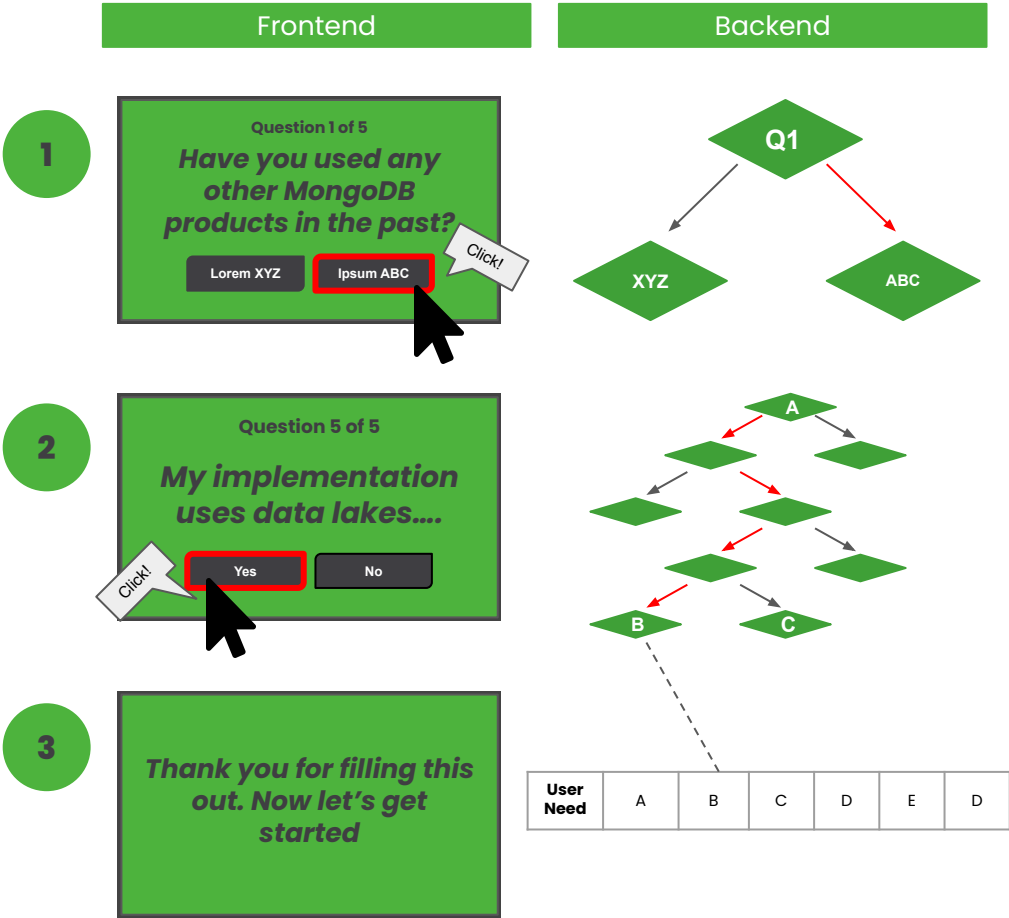 Frontend
Backend
1
Question 1 of 5
Have you used any
other MongoDB
products in the past?
Lorem XYZ
Ipsum ABC
Click!
Q1
XYZ
ABC
2
Question 5 of 5
My implementation
uses data lakes....
Yes
No
Click!
A
B
C
3
Thank you for filling this
out. Now let's get
started
User
Need
A
B
C
D
E
D